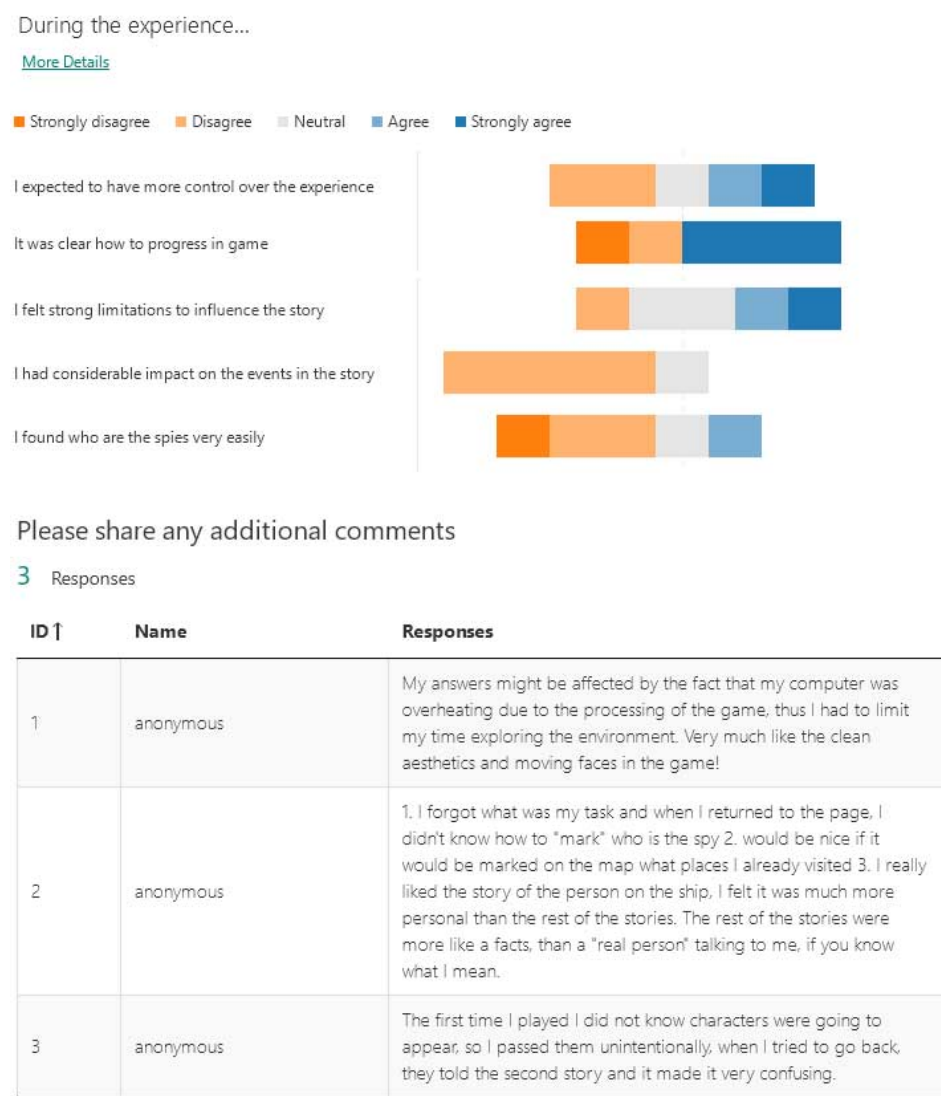 During the experience...
More Details
Strongly disagree Disagree Neutral Agree Strongly agree
I expected to have more control over the experience
It was clear how to progress in game
I felt strong limitations to influence the story
I had considerable impact on the events in the story
I found who are the spies very easily
Please share any additional comments
3 Responses
ID↑ Name Responses
1 anonymous
My answers might be affected by the fact that my computer was
overheating due to the processing of the game, thus I had to limit
my time exploring the environment. Very much like the clean
aesthetics and moving faces in the game!
2 anonymous
1. I forgot what was my task and when I returned to the page, I
didn't know how to "mark" who is the spy 2. would be nice if it
would be marked on the map what places I already visited 3. I really
liked the story of the person on the ship, I felt it was much more
personal than the rest of the stories. The rest of the stories were
more like a facts, than a "real person" talking to me, if you know
what I mean.
3 anonymous
The first time I played I did not know characters were going to
appear, so I passed them unintentionally, when I tried to go back,
they told the second story and it made it very confusing.